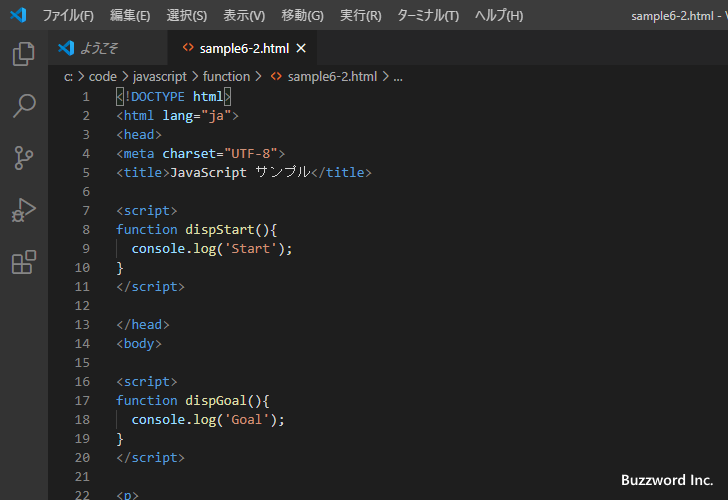 ファイル(F) 編集(E) 選択(S) 表示(V) 移動(G) 実行(R) ターミナル(T) ヘルプ(H) sample6-2.html - V
ようこそ sample6-2.html
c: > code > javascript > function > sample6-2.html > ...
1 <!DOCTYPE html>
2 <html lang="ja">
3 <head>
4 <meta charset="UTF-8">
5 <title>JavaScript サンプル</title>
6
7 <script>
8 function dispStart(){
9 console.log('Start');
10 }
11 </script>
12
13 </head>
14 <body>
15
16 <script>
17 function dispGoal(){
18 console.log('Goal');
19 }
20 </script>
21
22 <p>
Buzzword Inc.